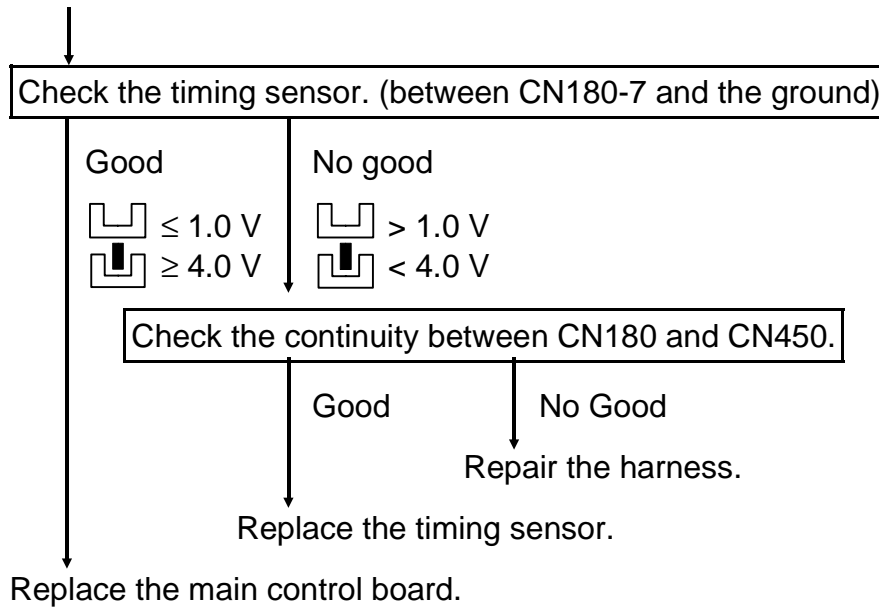 Check the timing sensor. (between CN180-7 and the ground)
Good No good
≤ 1.0 V > 1.0 V
≥ 4.0 V < 4.0 V
Check the continuity between CN180 and CN450.
Good No Good
Repair the harness.
Replace the timing sensor.
Replace the main control board.